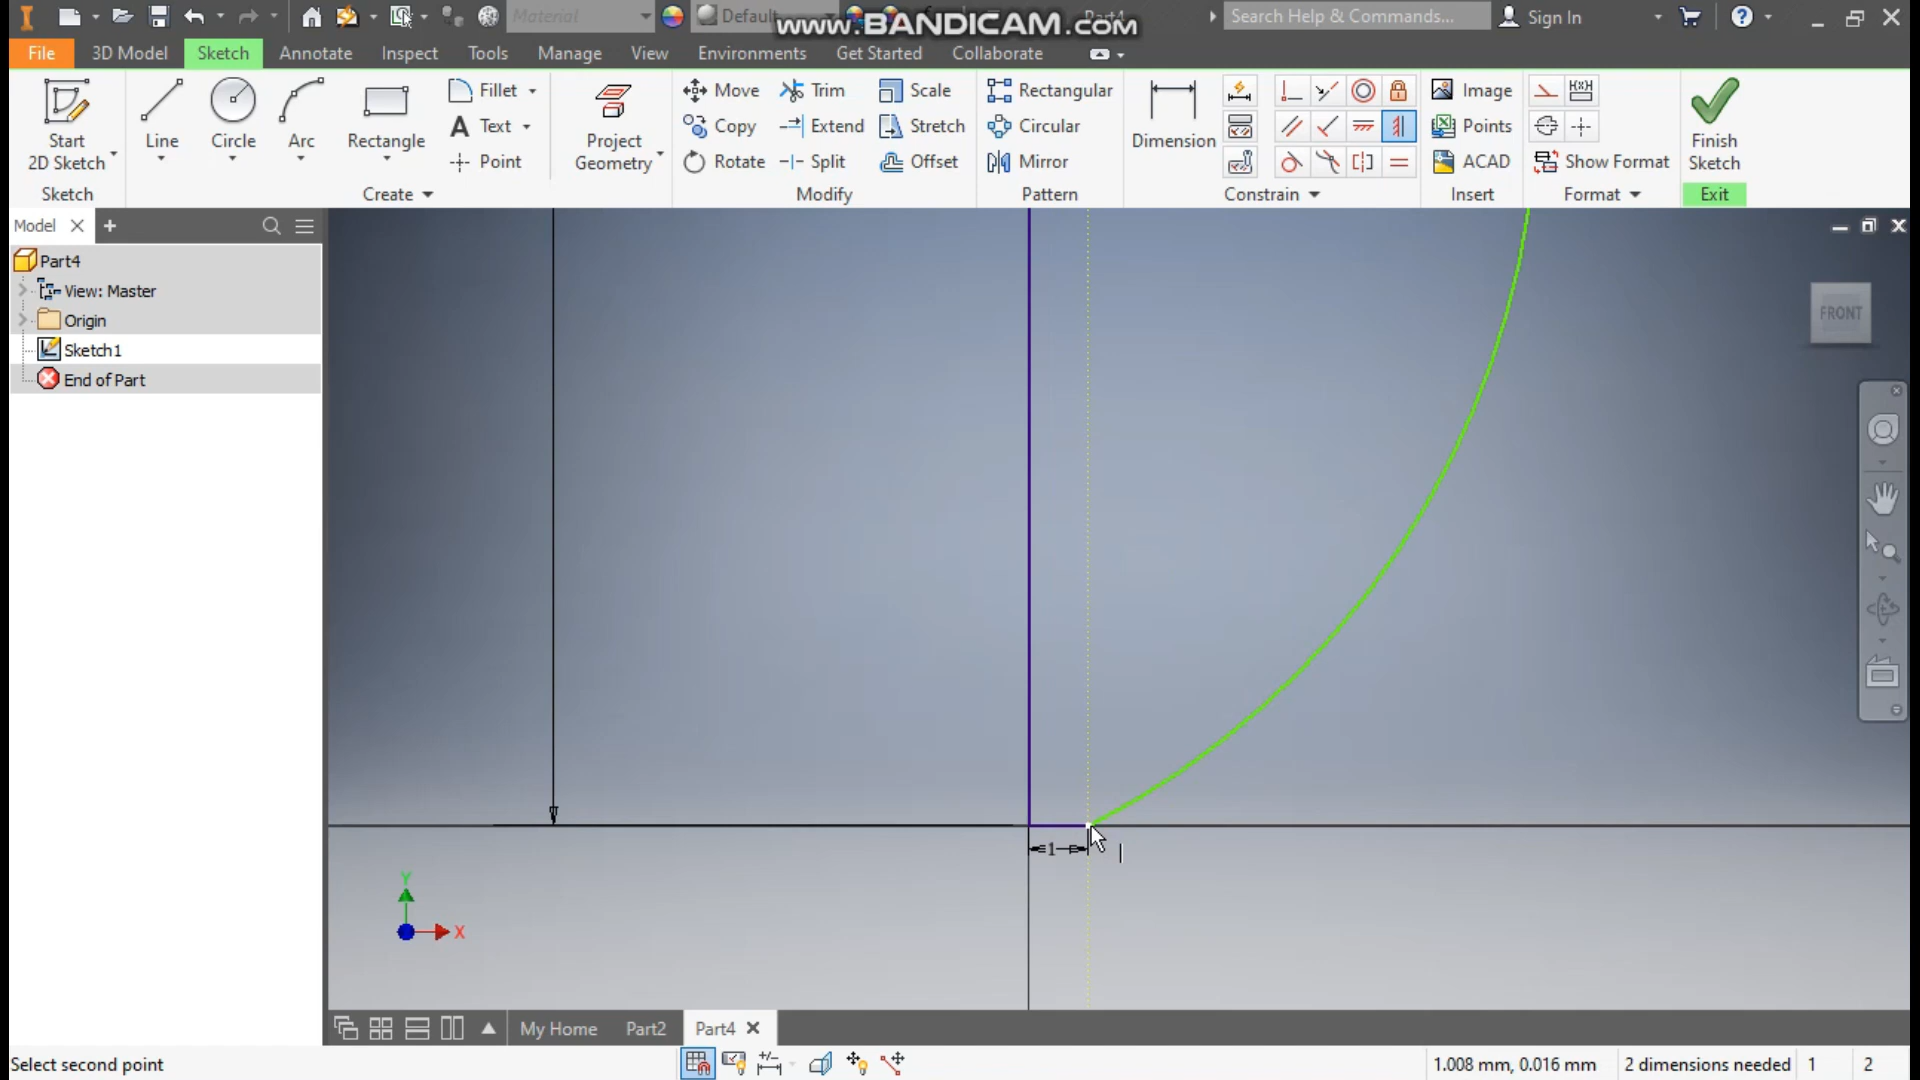 Material
Default
www.BANDICAM.com
Part4
Search Help & Commands...
Sign In
File
3D Model
Sketch
Annotate
Inspect
Tools
Manage
View
Environments
Get Started
Collaborate
Start
2D Sketch
Line
Circle
Arc
Rectangle
Fillet
Text
Point
Project
Geometry
Move
Copy
Rotate
Trim
Extend
Split
Scale
Stretch
Offset
Rectangular
Circular
Mirror
Dimension
Image
Points
ACAD
Show Format
Finish
Sketch
Sketch
Create
Modify
Pattern
Constrain
Insert
Format
Exit
Model
Part4
View: Master
Origin
Sketch1
End of Part
FRONT
1
Y
X
My Home
Part2
Part4
Select second point
1.008 mm, 0.016 mm
2 dimensions needed
1
2